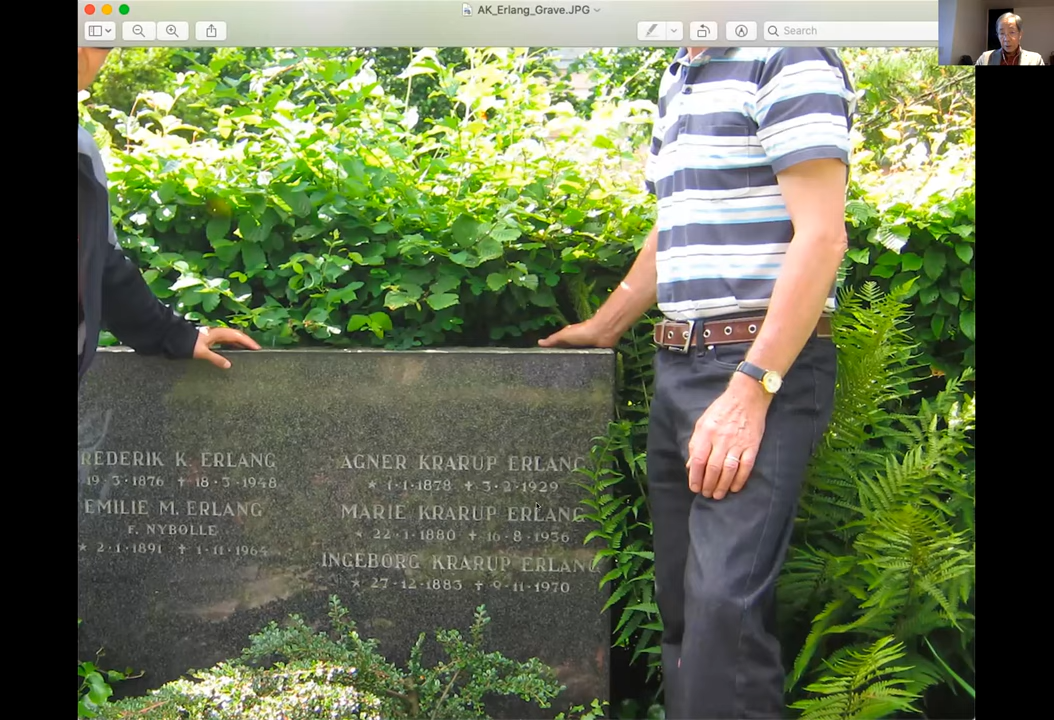 AK_Erlang_Grave.JPG
Search
REDERIK K. ERLANG
19·3·1876 ✝ 18·3·1948
EMILIE M. ERLANG
F. NYBOLLE
* 2·1·1891 ✝ 1·11·1964
AGNER KRARUP ERLANG
* 1·1·1878 ✝ 3·2·1929
MARIE KRARUP ERLANG
* 22·1·1880 ✝ 16·8·1936
INGEBORG KRARUP ERLANG
* 27·12·1883 ✝ 9·11·1970